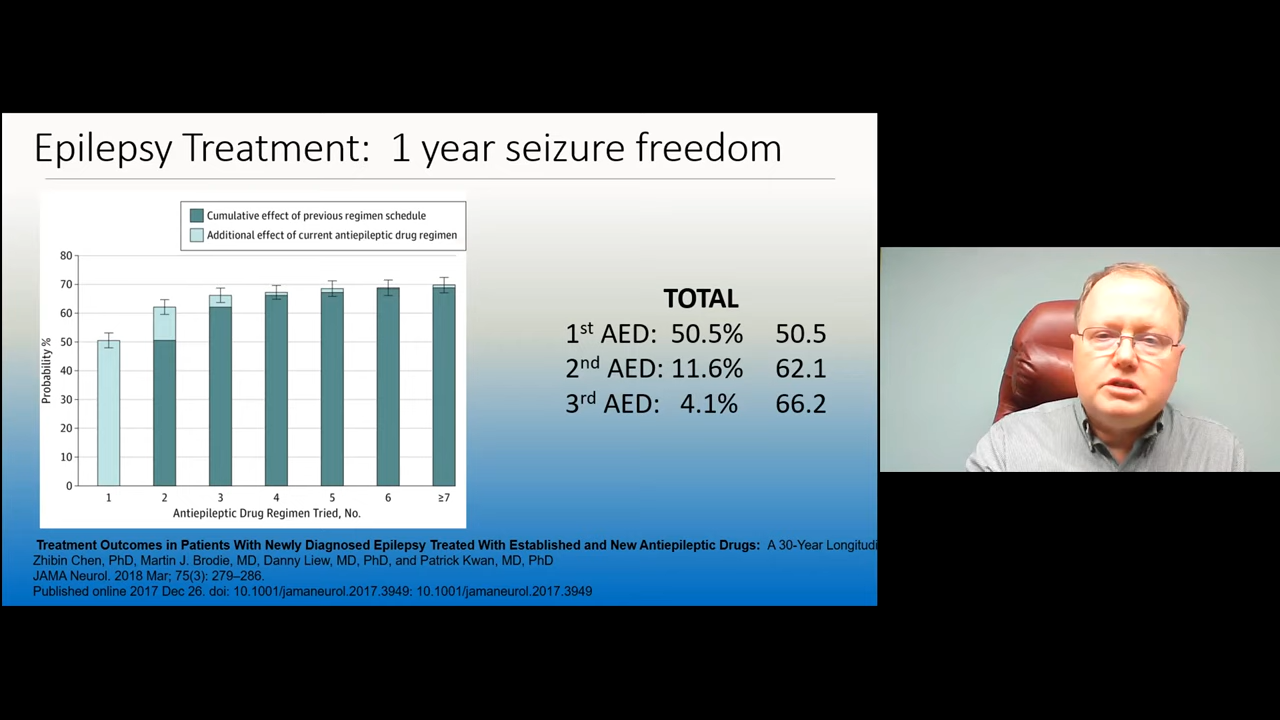 Epilepsy Treatment: 1 year seizure freedom
Cumulative effect of previous regimen schedule
Additional effect of current antiepileptic drug regimen
80
70
60
50
40
30
20
10
0
Probability %
1 2 3 4 5 6 ≥7
Antiepileptic Drug Regimen Tried, No.
TOTAL
1st AED: 50.5% 50.5
2nd AED: 11.6% 62.1
3rd AED: 4.1% 66.2
Treatment Outcomes in Patients With Newly Diagnosed Epilepsy Treated With Established and New Antiepileptic Drugs: A 30-Year Longitudi
Zhibin Chen, PhD, Martin J. Brodie, MD, Danny Liew, MD, PhD, and Patrick Kwan, MD, PhD
JAMA Neurol. 2018 Mar; 75(3): 279–286.
Published online 2017 Dec 26. doi: 10.1001/jamaneurol.2017.3949: 10.1001/jamaneurol.2017.3949